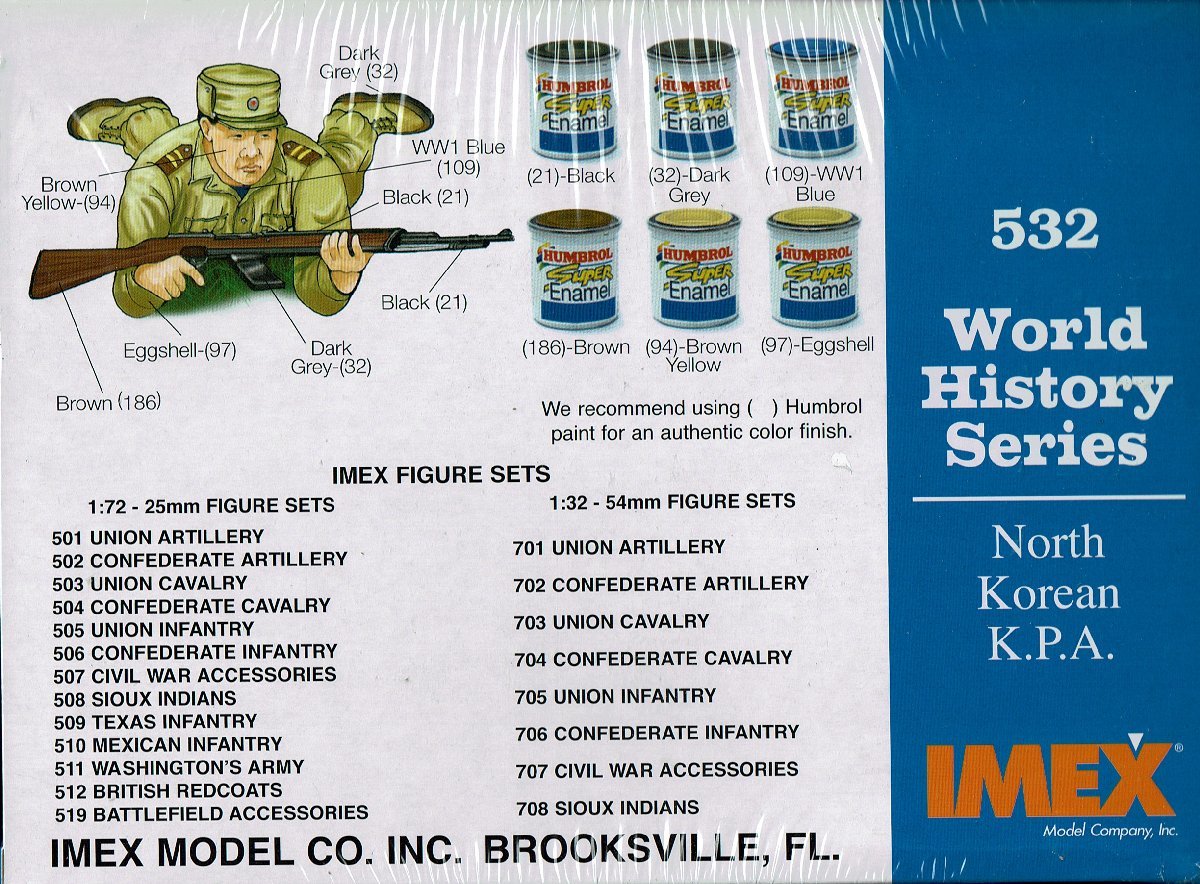 Dark
Grey (32)
WW1 Blue
(109)
Brown
Yellow-(94)
Black (21)
Black (21)
Eggshell-(97)
Dark
Grey-(32)
Brown (186)
HUMBROL
Super
Enamel
HUMBROL
Super
Enamel
HUMBROL
Super
Enamel
(21)-Black
(32)-Dark
Grey
(109)-WW1
Blue
HUMBROL
Super
Enamel
HUMBROL
Super
Enamel
HUMBROL
Super
Enamel
(186)-Brown
(94)-Brown
Yellow
(97)-Eggshell
We recommend using ( ) Humbrol
paint for an authentic color finish.
IMEX FIGURE SETS
1:72 - 25mm FIGURE SETS
501 UNION ARTILLERY
502 CONFEDERATE ARTILLERY
503 UNION CAVALRY
504 CONFEDERATE CAVALRY
505 UNION INFANTRY
506 CONFEDERATE INFANTRY
507 CIVIL WAR ACCESSORIES
508 SIOUX INDIANS
509 TEXAS INFANTRY
510 MEXICAN INFANTRY
511 WASHINGTON'S ARMY
512 BRITISH REDCOATS
519 BATTLEFIELD ACCESSORIES
1:32 - 54mm FIGURE SETS
701 UNION ARTILLERY
702 CONFEDERATE ARTILLERY
703 UNION CAVALRY
704 CONFEDERATE CAVALRY
705 UNION INFANTRY
706 CONFEDERATE INFANTRY
707 CIVIL WAR ACCESSORIES
708 SIOUX INDIANS
IMEX MODEL CO. INC. BROOKSVILLE, FL.
532
World
History
Series
North
Korean
K.P.A.
IMEX®
Model Company, Inc.